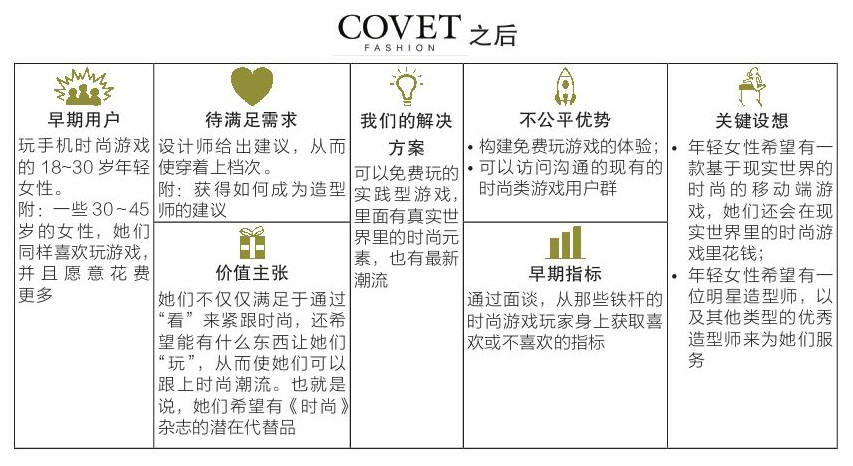 COVET 之后
FASHION
早期用户
玩手机时尚游戏
的 18~30 岁年轻
女性。
附：一些 30~45
岁的女性，她们
同样喜欢玩游戏，
并且愿意花费
更多
待满足需求
设计师给出建议，从而
使穿着上档次。
附：获得如何成为造型
师的建议
价值主张
她们不仅仅满足于通过
“看”来紧跟时尚，还希
望能有什么东西让她们
“玩”，从而使她们可以
跟上时尚潮流。也就是
说，她们希望有《时尚》
杂志的潜在代替品
我们的解决
方案
可以免费玩的
实践型游戏，
里面有真实世
界里的时尚元
素，也有最新
潮流
不公平优势
• 构建免费玩游戏的体验；
• 可以访问沟通的现有的
时尚类游戏用户群
早期指标
通过面谈，从那些铁杆的
时尚游戏玩家身上获取喜
欢或不喜欢的指标
关键设想
• 年轻女性希望有一
款基于现实世界的
时尚的移动端游
戏，她们还会在现
实世界里的时尚游
戏里花钱；
• 年轻女性希望有一
位明星造型师，以
及其他类型的优秀
造型师来为她们服
务